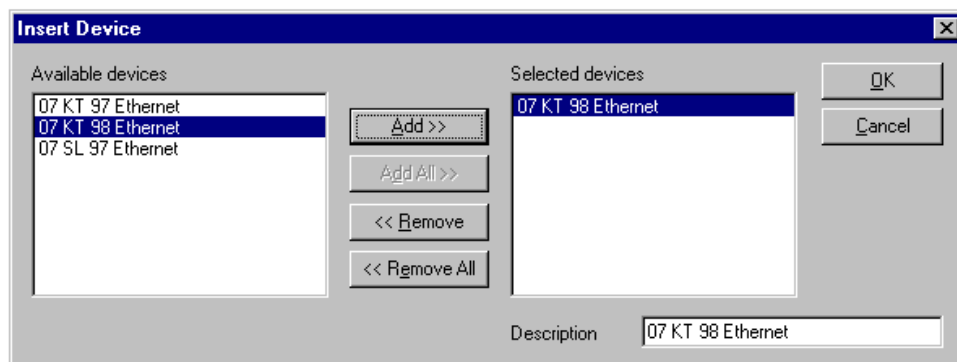 Insert Device
Available devices
07 KT 97 Ethernet
07 KT 98 Ethernet
07 SL 97 Ethernet
Add >>
Add All >>
<< Remove
<< Remove All
Selected devices
07 KT 98 Ethernet
OK
Cancel
Description
07 KT 98 Ethernet